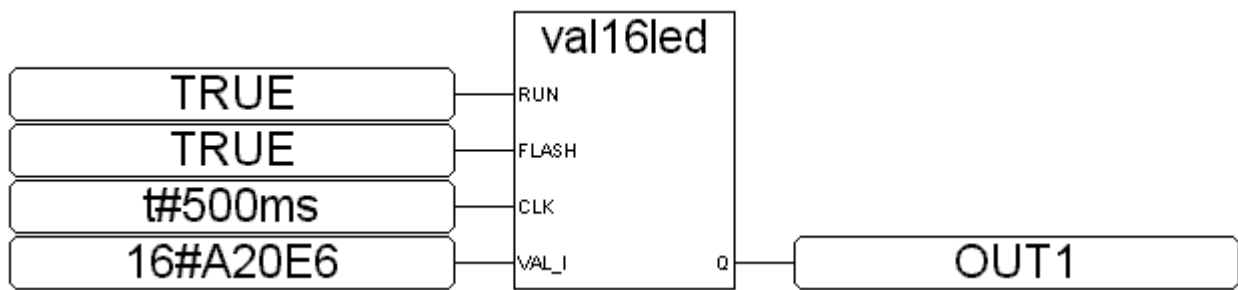 val16led
TRUE RUN
TRUE FLASH
t#500ms CLK
16#A20E6 VAL_I Q OUT1